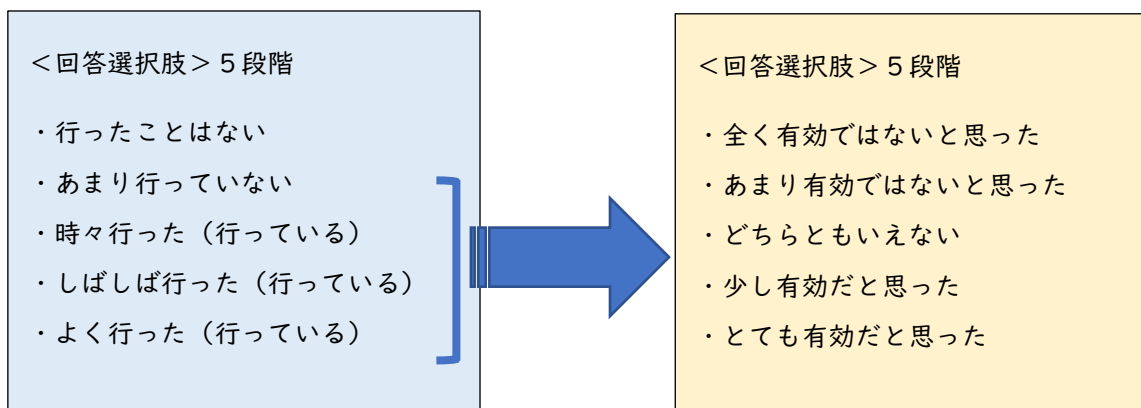 ＜回答選択肢＞５段階
・行ったことはない
・あまり行っていない
・時々行った（行っている）
・しばしば行った（行っている）
・よく行った（行っている）
＜回答選択肢＞５段階
・全く有効ではないと思った
・あまり有効ではないと思った
・どちらともいえない
・少し有効だと思った
・とても有効だと思った